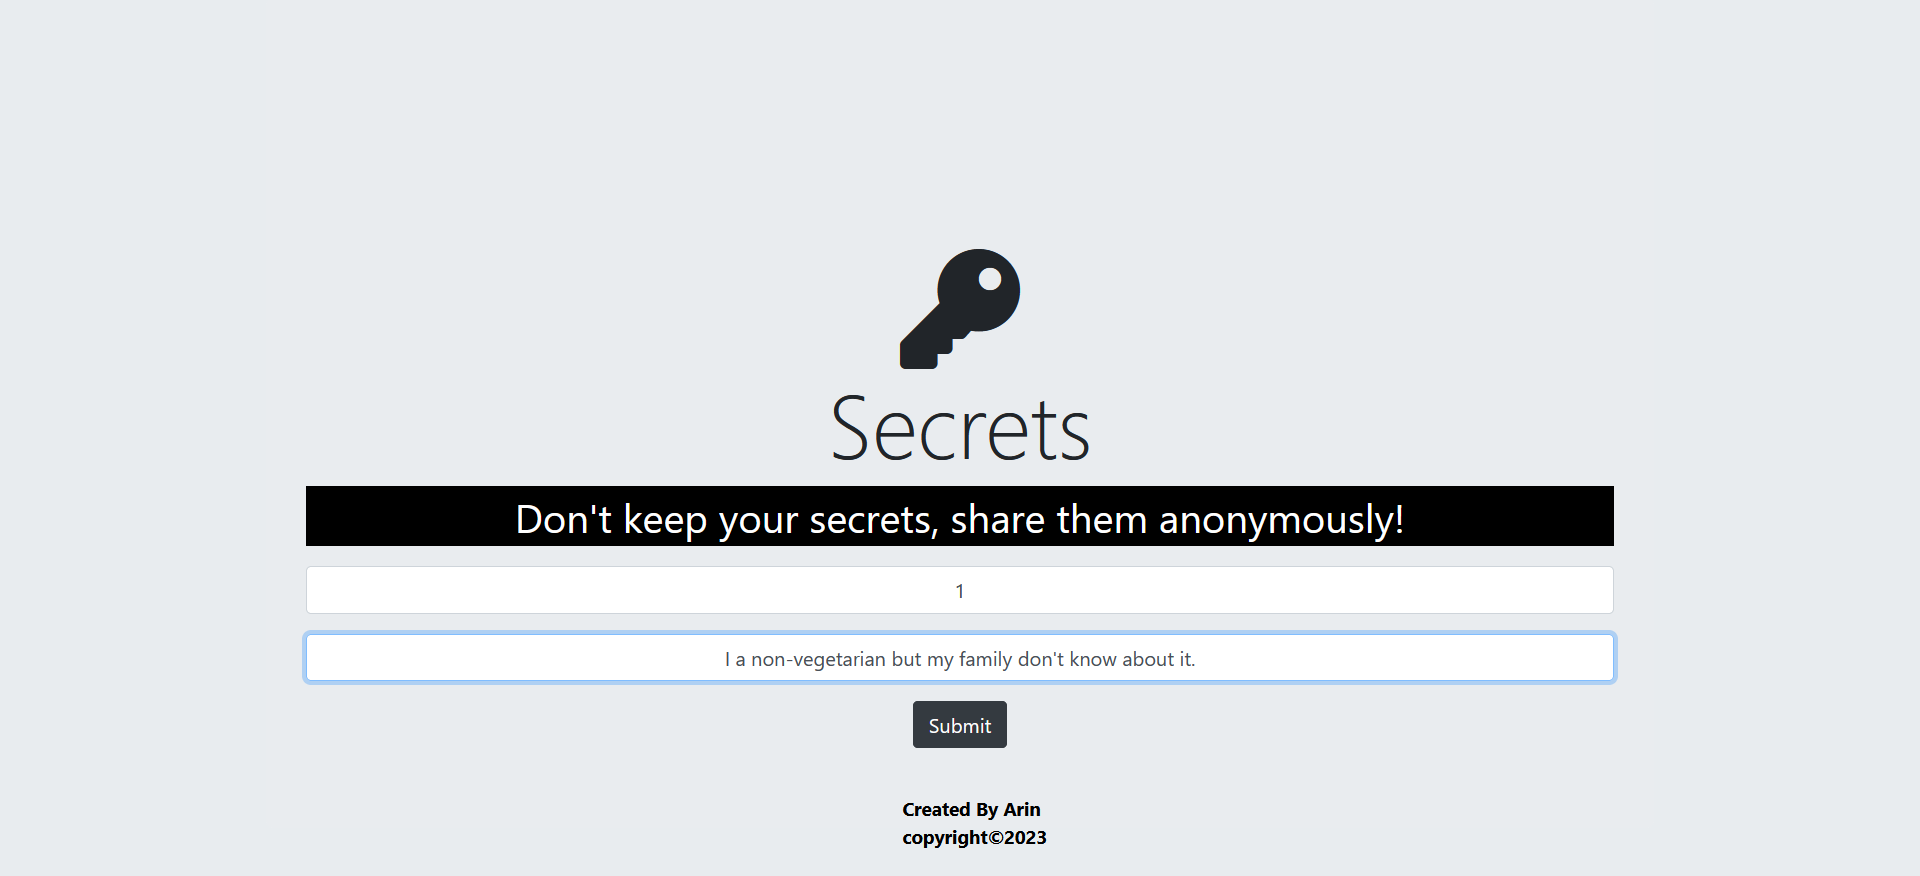 Secrets
Don't keep your secrets, share them anonymously!
1
I a non-vegetarian but my family don't know about it.
Submit
Created By Arin
copyright©2023